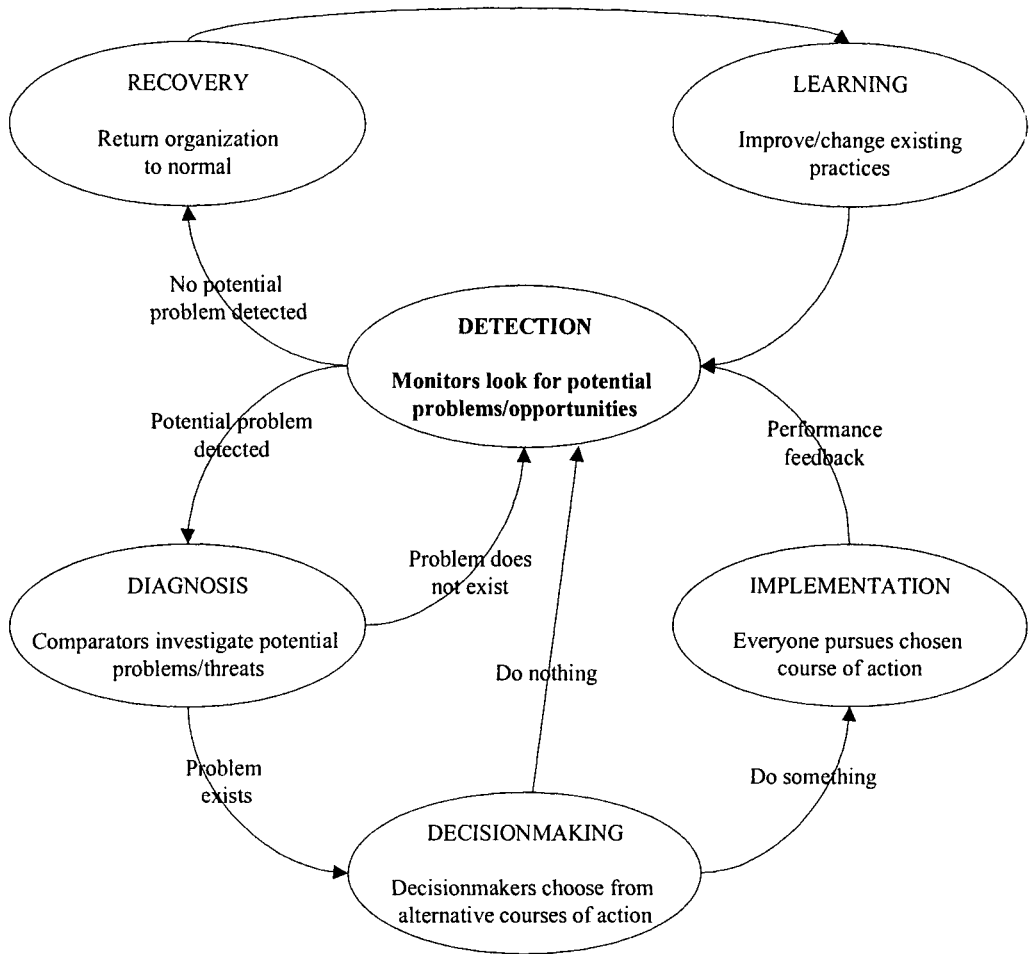 RECOVERY
Return organization
to normal
LEARNING
Improve/change existing
practices
No potential
problem detected
DETECTION
Monitors look for potential
problems/opportunities
Potential problem
detected
Performance
feedback
Problem does
not exist
DIAGNOSIS
Comparators investigate potential
problems/threats
IMPLEMENTATION
Everyone pursues chosen
course of action
Do nothing
Problem
exists
Do something
DECISIONMAKING
Decisionmakers choose from
alternative courses of action